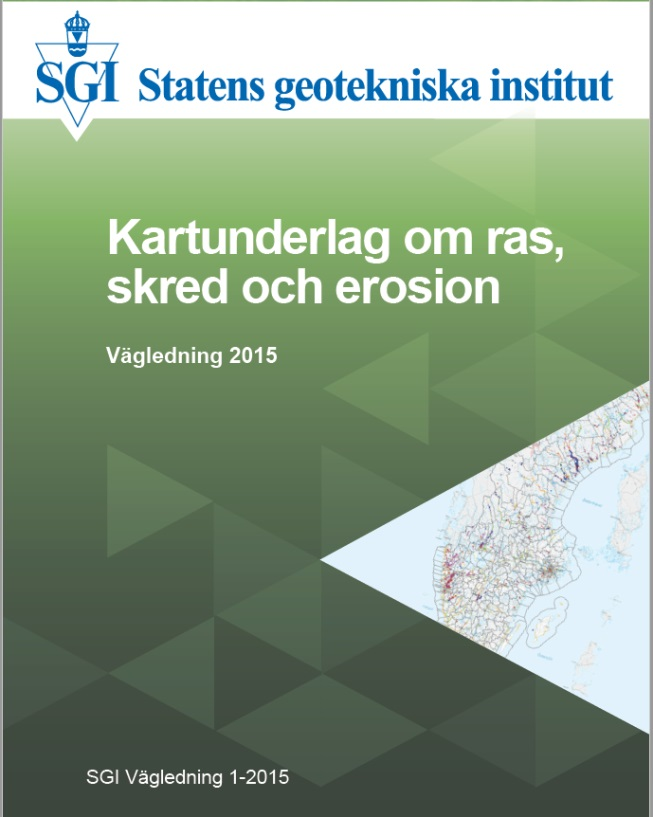 SGI Statens geotekniska institut
Kartunderlag om ras,
skred och erosion
Vägledning 2015
SGI Vägledning 1-2015